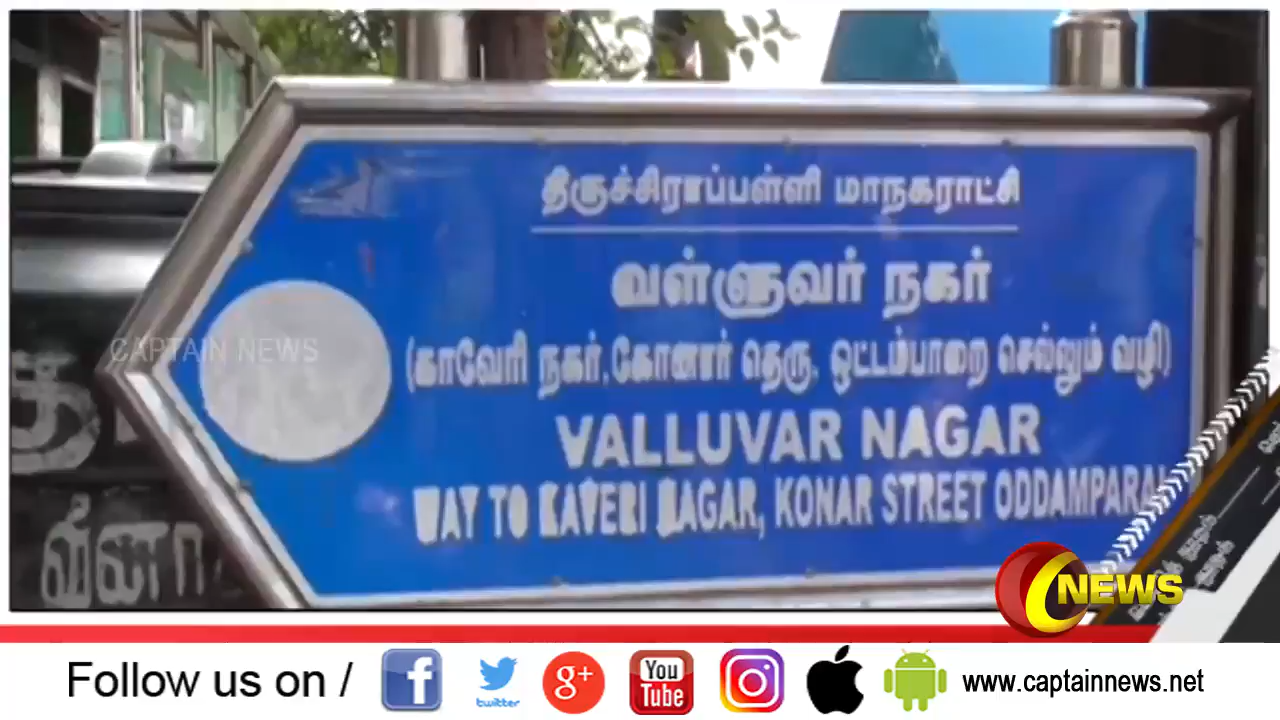 திருச்சிராப்பள்ளி மாநகராட்சி
வள்ளுவர் நகர்
(காவேரி நகர், கோனார் தெரு, ஒட்டம்பாறை செல்லும் வழி)
VALLUVAR NAGAR
WAY TO KAVERI NAGAR, KONAR STREET ODDAMPARAI
CAPTAIN NEWS
வீனா
NEWS
Follow us on /
twitter
g+
You
Tube
www.captainnews.net